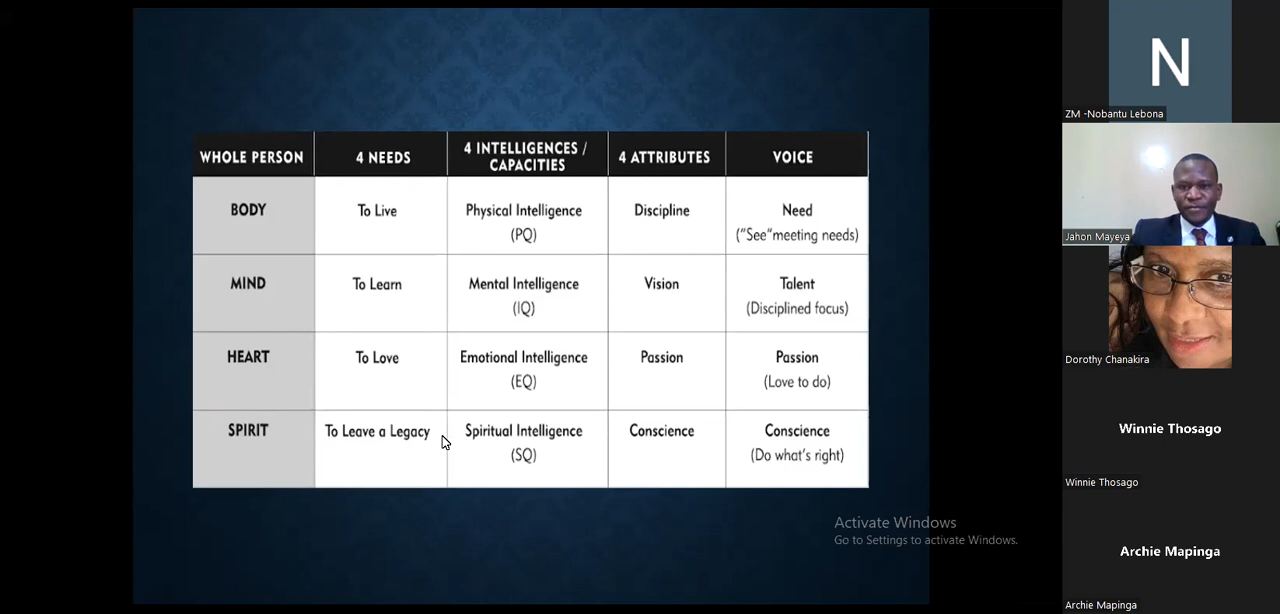 WHOLE PERSON
4 NEEDS
4 INTELLIGENCES /
CAPACITIES
4 ATTRIBUTES
VOICE
BODY
To Live
Physical Intelligence
(PQ)
Discipline
Need
("See“meeting needs)
MIND
To Learn
Mental Intelligence
(IQ)
Vision
Talent
(Disciplined focus)
HEART
To Love
Emotional Intelligence
(EQ)
Passion
Passion
(Love to do)
SPIRIT
To Leave a Legacy
Spiritual Intelligence
(SQ)
Conscience
Conscience
(Do what's right)
Activate Windows
Go to Settings to activate Windows.
N
ZM -Nobantu Lebona
Jahon Mayeya
Dorothy Chanakira
Winnie Thosago
Winnie Thosago
Archie Mapinga
Archie Mapinga